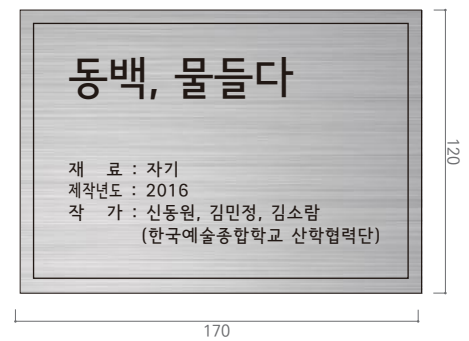 동백, 물들다
재 료 : 자기
제작년도 : 2016
작 가 : 신동원, 김민정, 김소람
(한국예술종합학교 산학협력단)
120
170